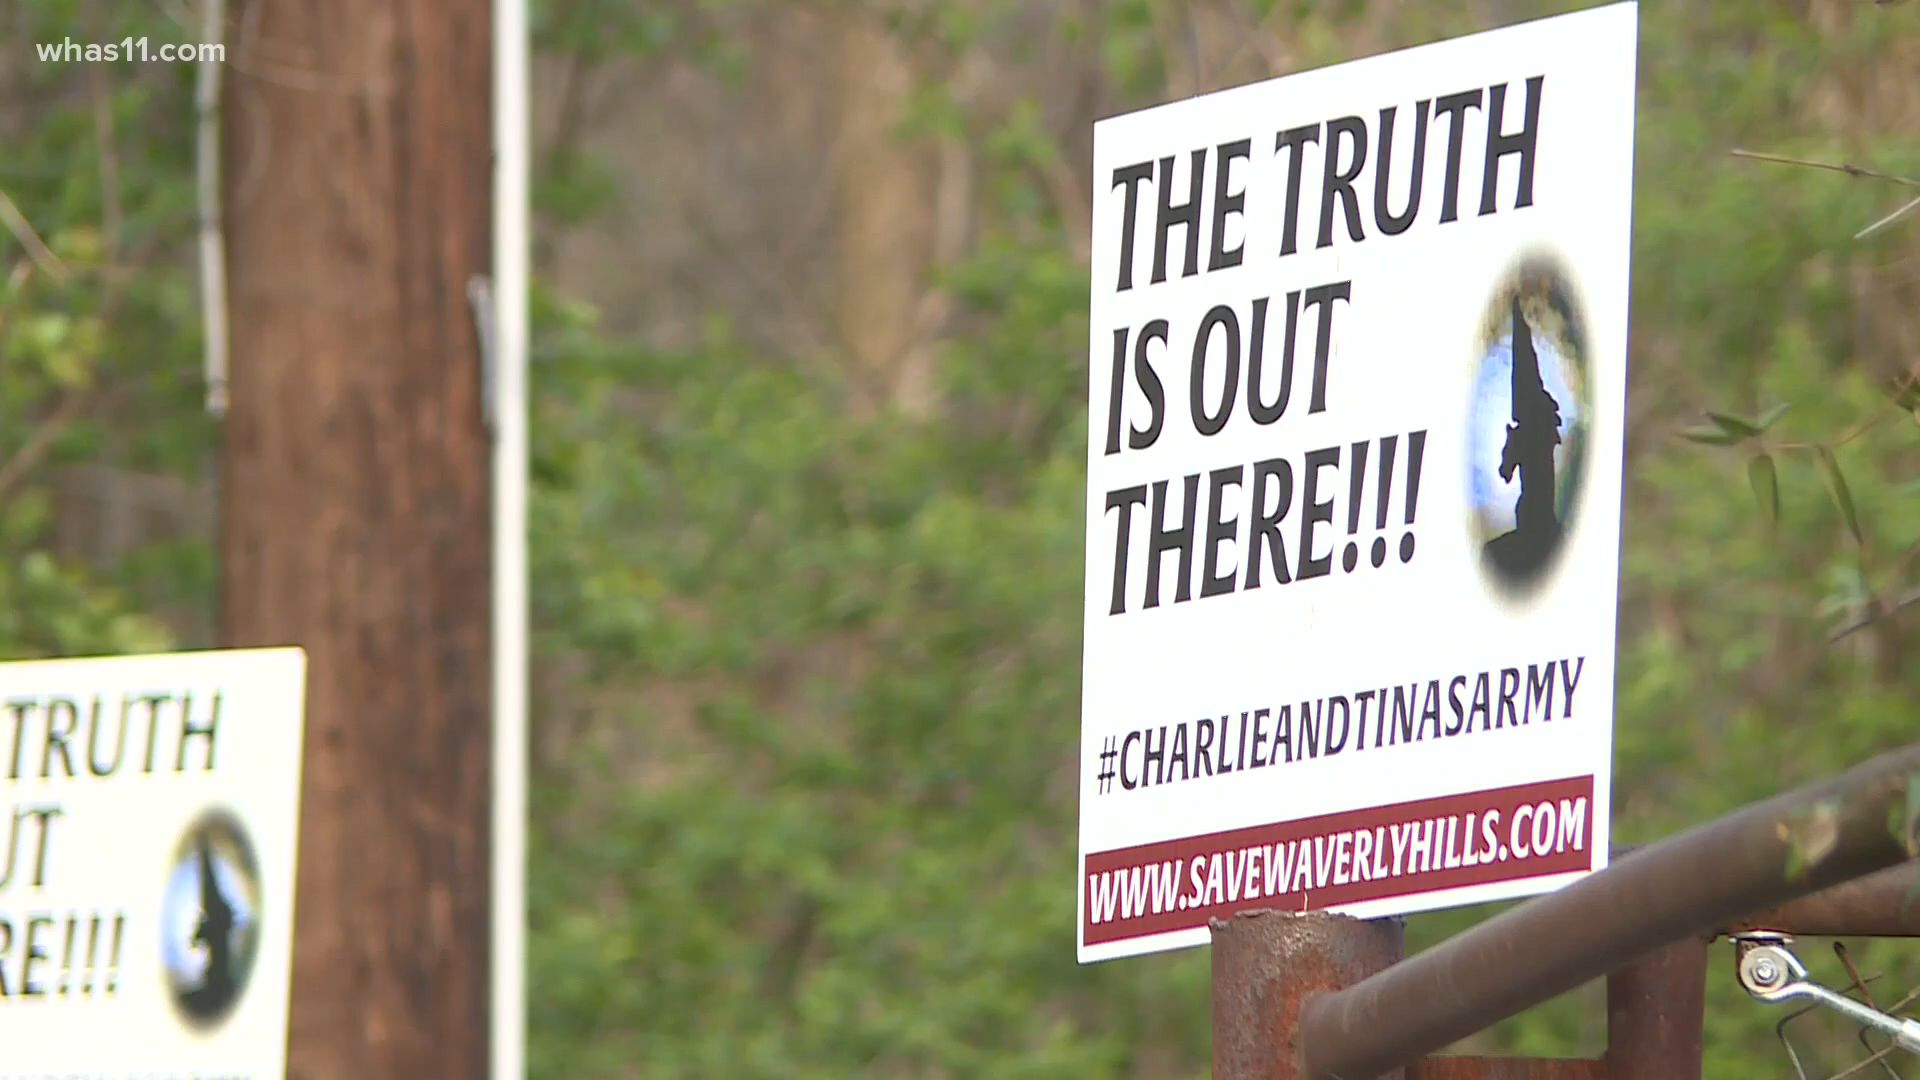 whas11.com
THE TRUTH
IS OUT
THERE!!!
#CHARLIEANDTINASARMY
WWW.SAVEWAVERLYHILLS.COM
TRUTH
UT
RE!!!